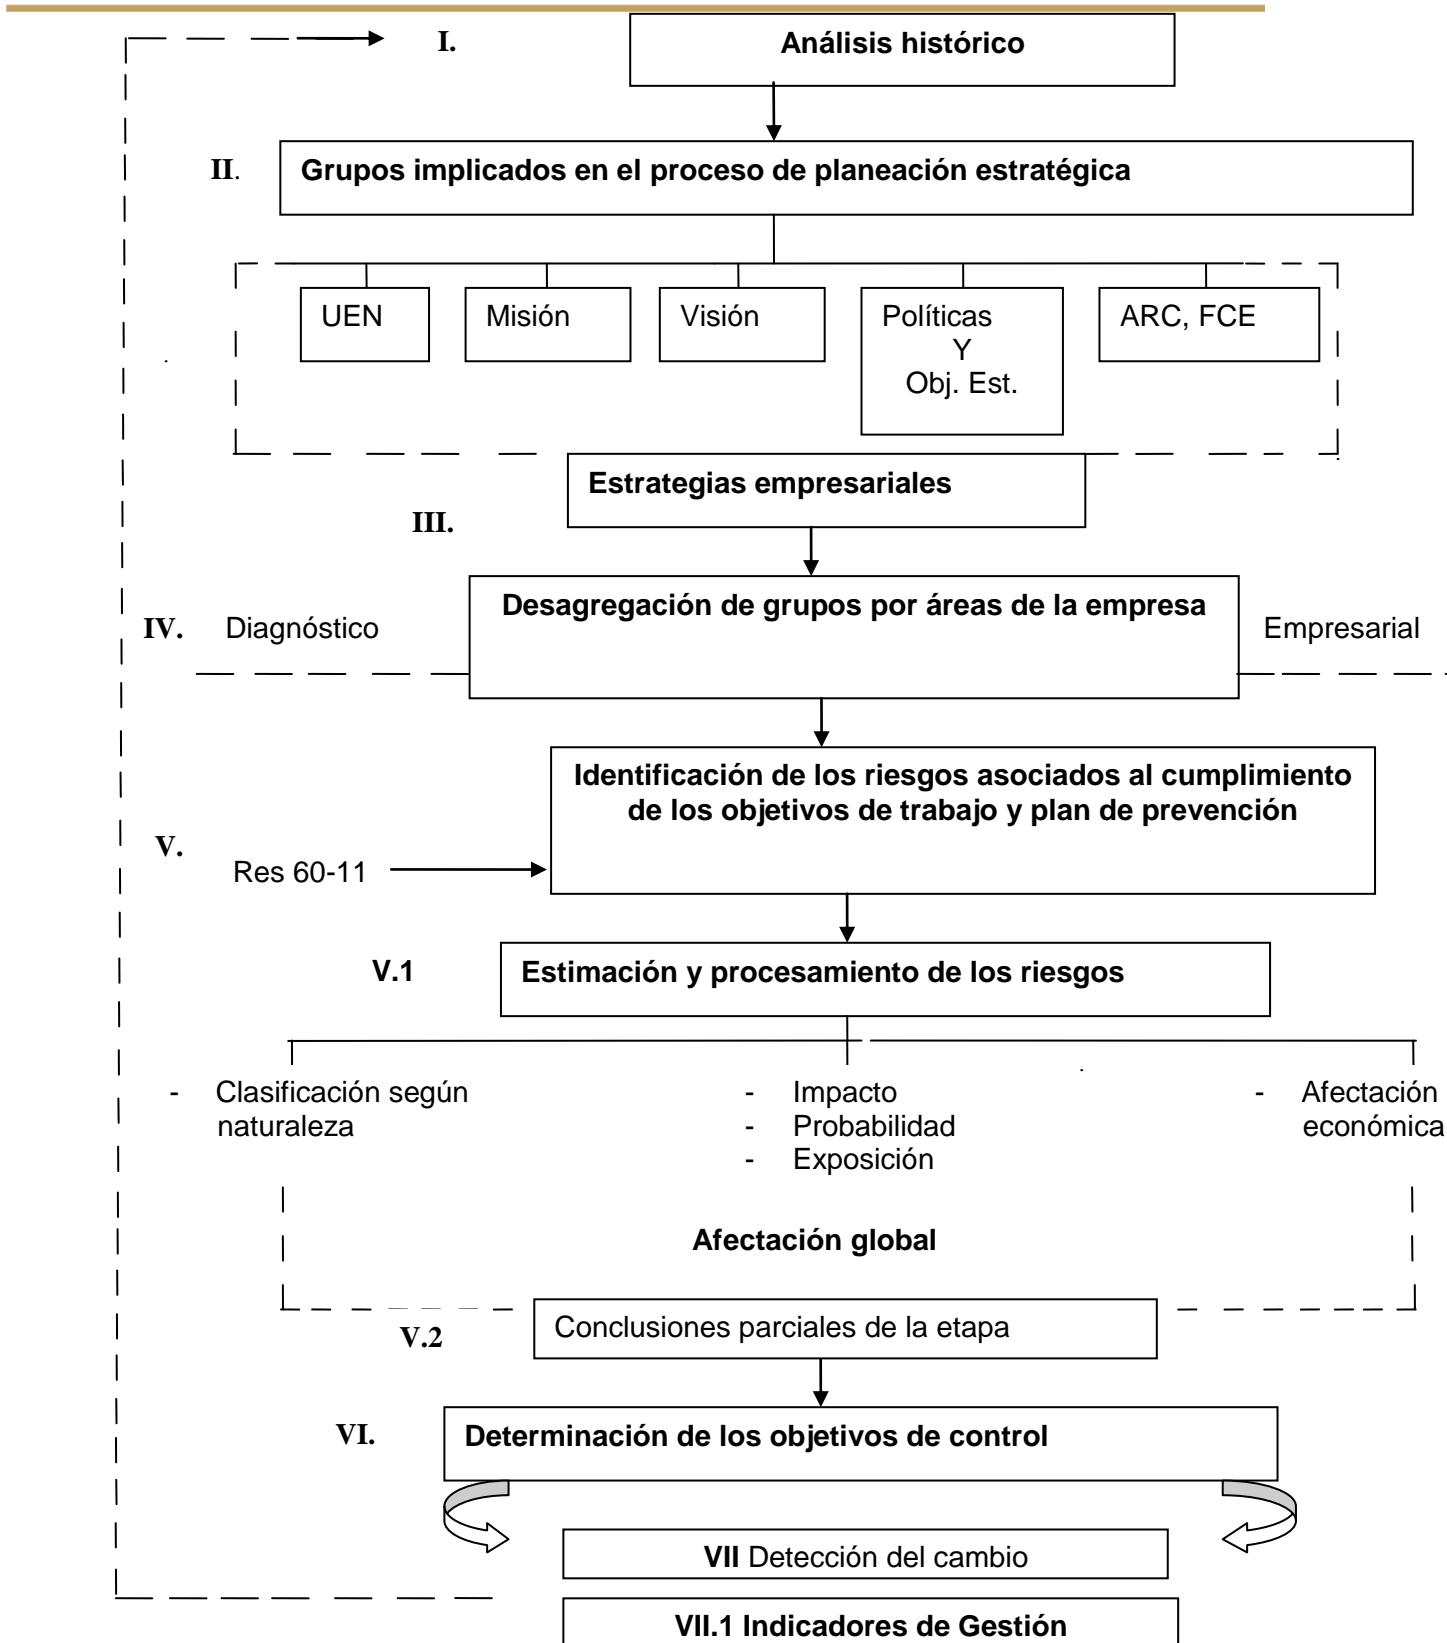 I.
Análisis histórico
II.
Grupos implicados en el proceso de planeación estratégica
UEN
Misión
Visión
Políticas
Y
Obj. Est.
ARC, FCE
Estrategias empresariales
III.
Desagregación de grupos por áreas de la empresa
IV.
Diagnóstico
Empresarial
Identificación de los riesgos asociados al cumplimiento
de los objetivos de trabajo y plan de prevención
V.
Res 60-11
V.1
Estimación y procesamiento de los riesgos
- Clasificación según
naturaleza
- Impacto
- Probabilidad
- Exposición
- Afectación
económica
Afectación global
V.2
Conclusiones parciales de la etapa
VI.
Determinación de los objetivos de control
VII Detección del cambio
VII.1 Indicadores de Gestión